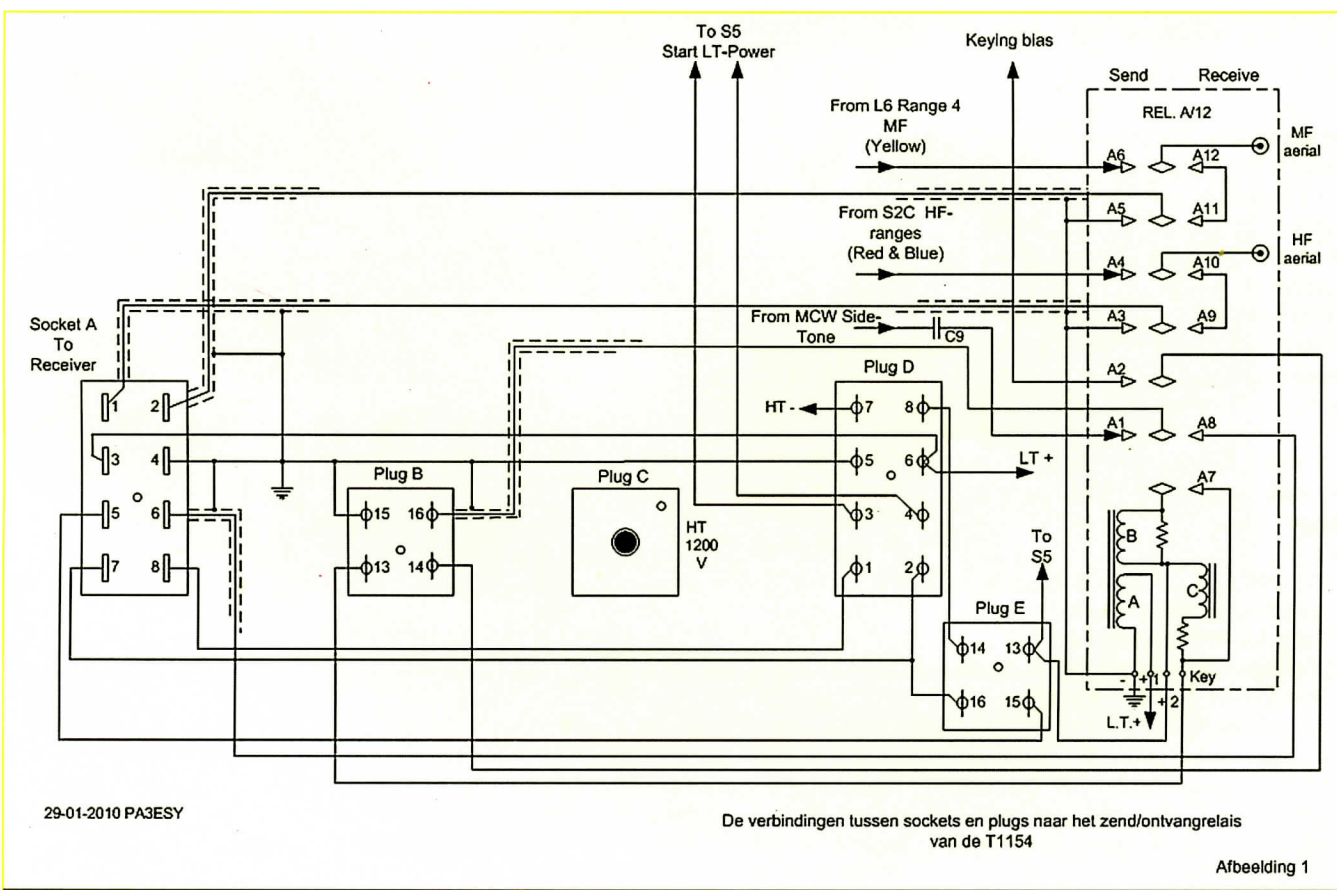 To S5
Start LT-Power
Keying bias
Send Receive
REL. A/12
From L6 Range 4
MF
(Yellow)
MF
aerial
A6 A12
A5 A11
From S2C HF-
ranges
(Red & Blue)
HF
aerial
A4 A10
A3 A9
From MCW Side-
Tone
C9
A2
A1 A8
A7
Socket A
To
Receiver
1 2
3 4
5 6
7 8
Plug B
15 16
13 14
Plug C
HT
1200
V
Plug D
HT -
7 8
5 6
LT +
3 4
1 2
To
S5
Plug E
14 13
16 15
B
A
C
- + 1 Key
+ 2
L.T.+
29-01-2010 PA3ESY
De verbindingen tussen sockets en plugs naar het zend/ontvangrelais
van de T1154
Afbeelding 1